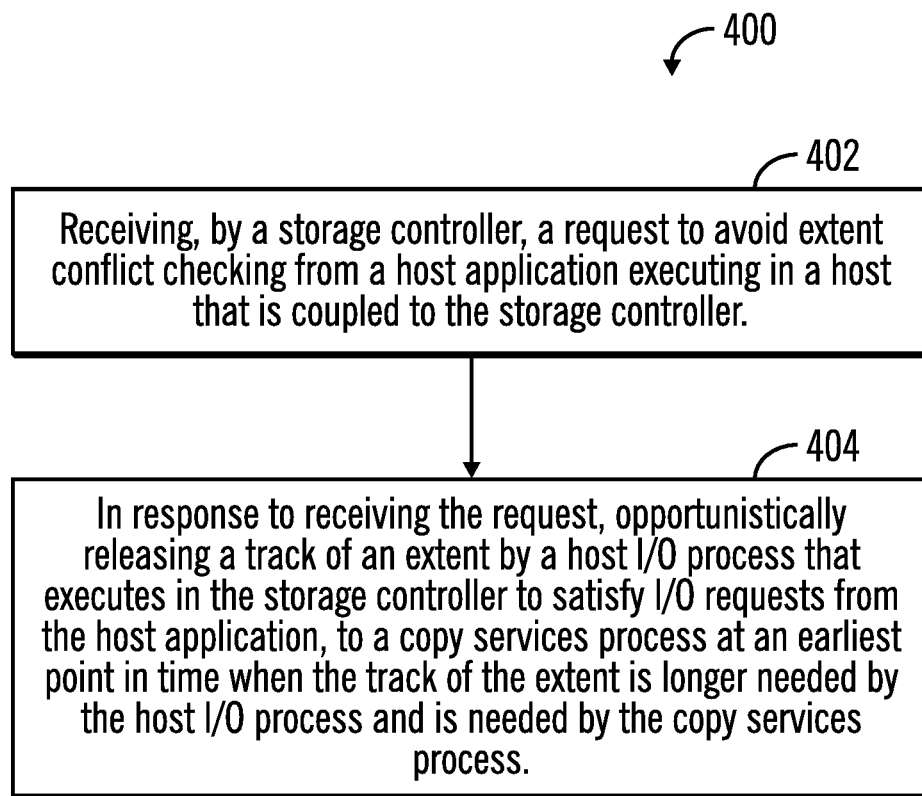 400
402
Receiving, by a storage controller, a request to avoid extent
conflict checking from a host application executing in a host
that is coupled to the storage controller.
404
In response to receiving the request, opportunistically
releasing a track of an extent by a host I/O process that
executes in the storage controller to satisfy I/O requests from
the host application, to a copy services process at an earliest
point in time when the track of the extent is longer needed by
the host I/O process and is needed by the copy services
process.